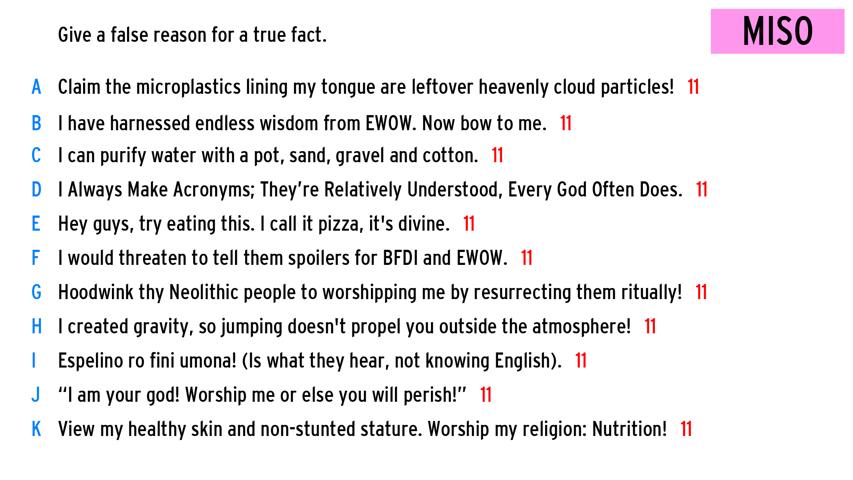 Give a false reason for a true fact.
MISO
A Claim the microplastics lining my tongue are leftover heavenly cloud particles! 11
B I have harnessed endless wisdom from EWOW. Now bow to me. 11
C I can purify water with a pot, sand, gravel and cotton. 11
D I Always Make Acronyms; They’re Relatively Understood, Every God Often Does. 11
E Hey guys, try eating this. I call it pizza, it's divine. 11
F I would threaten to tell them spoilers for BFDI and EWOW. 11
G Hoodwink thy Neolithic people to worshipping me by resurrecting them ritually! 11
H I created gravity, so jumping doesn't propel you outside the atmosphere! 11
I Espelino ro fini umona! (Is what they hear, not knowing English). 11
J “I am your god! Worship me or else you will perish!” 11
K View my healthy skin and non-stunted stature. Worship my religion: Nutrition! 11